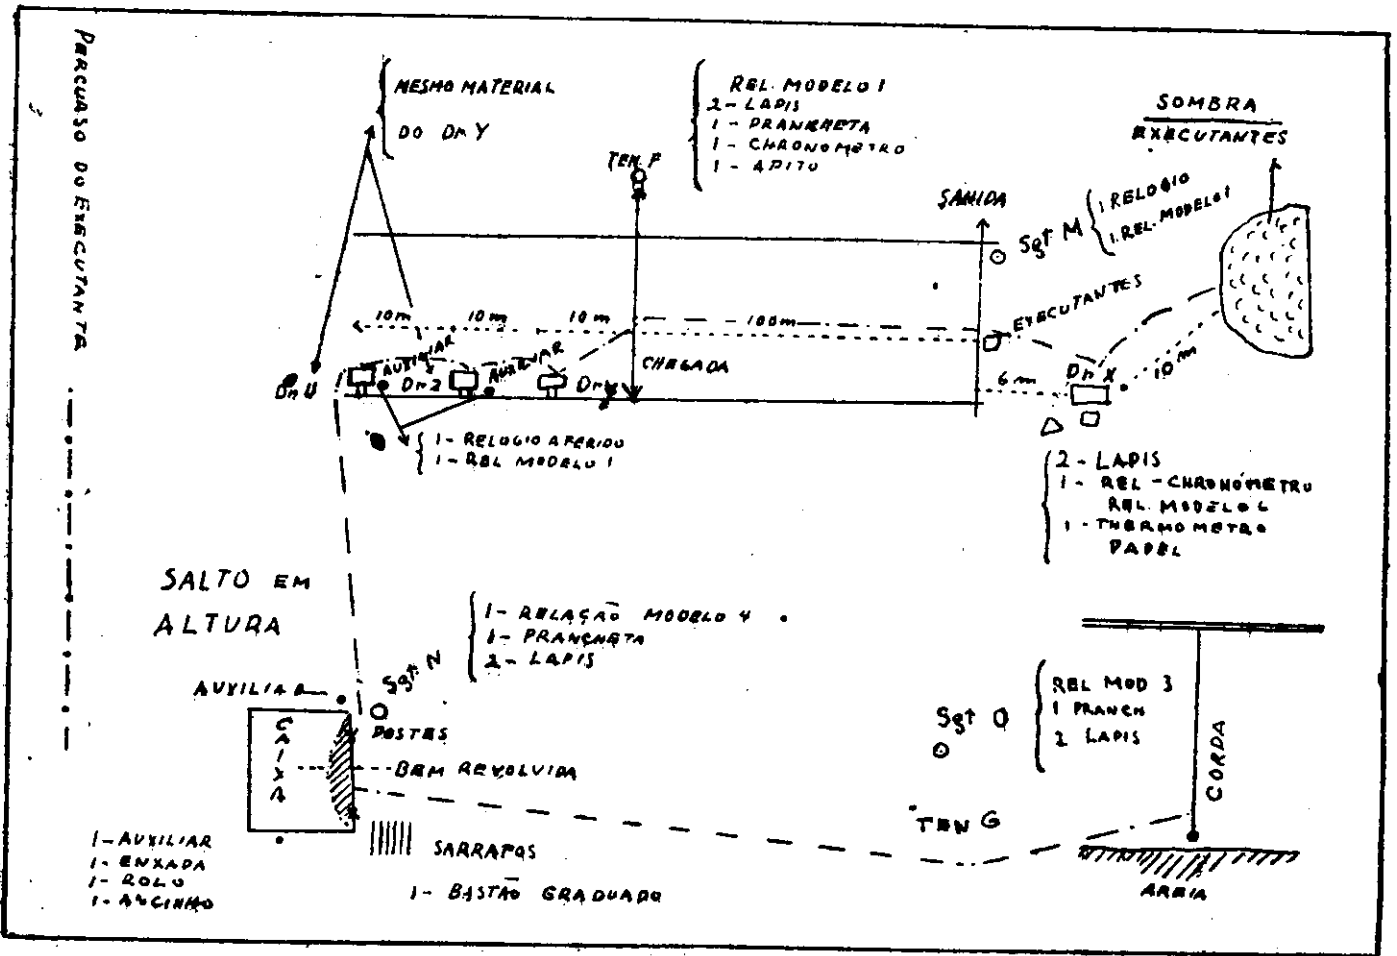 PERCURSO DO EXECUTANTE
MESMO MATERIAL
DO Dr Y
REL. MODELO 1
2 - LAPIS
1 - PRANCHETA
1 - CHRONOMETRO
1 - APITO
TEN. F
SOMBRA
EXECUTANTES
SAHIDA
Sgt M
1 RELOGIO
1. REL. MODELO 1
EXECUTANTES
10 m
10 m
10 m
100 m
AUXILIAR
AUXILIAR
CHEGADA
Dr U
Dr Z
Dr Y
6 m
Dr X
10 m
1 - RELOGIO AFERIDO
1 - REL MODELO 1
2 - LAPIS
1 - REL - CHRONÓMETRO
REL. MODELO
1 - THERMOMETRO
PAPEL
SALTO EM
ALTURA
1 - RELAÇÃO MODELO 4
1 - PRANCHETA
2 - LAPIS
Sgt N
AUXILIAR
POSTES
CAIXA
BEM REVOLVIDA
Sgt O
REL MOD 3
1 PRANCH
2 LAPIS
CORDA
TEN G
AREIA
SARRAFOS
1 - BASTÃO GRADUADO
1 - AUXILIAR
1 - ENXADA
1 - ROLO
1 - ANCINHO